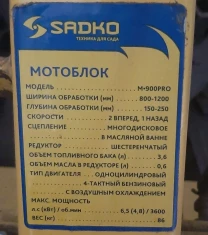 SADKO
ТЕХНИКА ДЛЯ САДА
МОТОБЛОК
МОДЕЛЬ M-900PRO
ШИРИНА ОБРАБОТКИ (мм) 800-1200
ГЛУБИНА ОБРАБОТКИ (мм) 150-250
СКОРОСТИ 2 ВПЕРЕД, 1 НАЗАД
СЦЕПЛЕНИЕ МНОГОДИСКОВОЕ
В МАСЛЯНОЙ ВАННЕ
РЕДУКТОР ШЕСТЕРЕНЧАТЫЙ
ОБЪЕМ ТОПЛИВНОГО БАКА (л) 3,6
ОБЪЕМ МАСЛА В РЕДУКТОРЕ (л) 0,6
ТИП ДВИГАТЕЛЯ ОДНОЦИЛИНДРОВЫЙ
4-ТАКТНЫЙ БЕНЗИНОВЫЙ
С ВОЗДУШНЫМ ОХЛАЖДЕНИЕМ
МАКС. МОЩНОСТЬ
л.с.(кВт) / об.мин 6,5 (4,8) / 3600
ВЕС (кг) 86